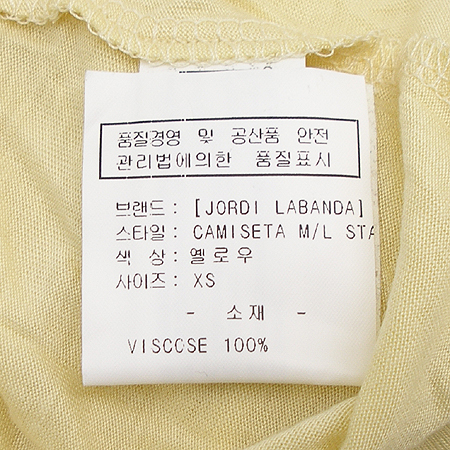 품질경영 및 공산품 안전
관리법에의한 품질표시
브랜드 : [JORDI LABANDA]
스타일 : CAMISETA M/L STA
색 상 : 옐로우
사이즈 : XS
- 소재 -
VISCOSE 100%